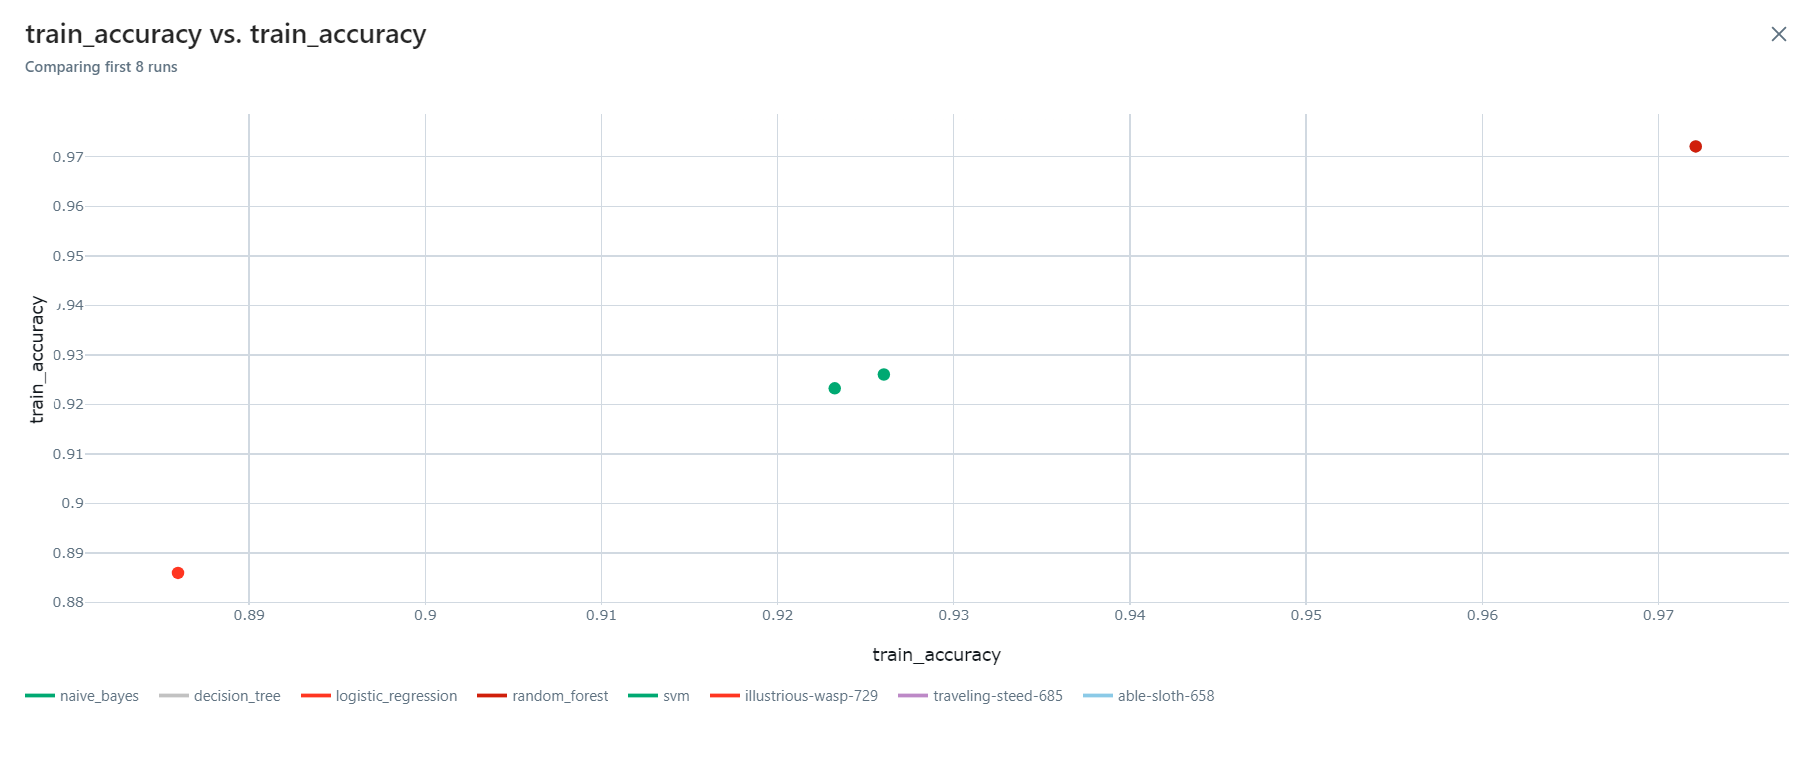 train_accuracy vs. train_accuracy
Comparing first 8 runs
0.97
0.96
0.95
0.94
0.93
0.92
0.91
0.9
0.89
0.88
train_accuracy
0.89 0.9 0.91 0.92 0.93 0.94 0.95 0.96 0.97
train_accuracy
naive_bayes decision_tree logistic_regression random_forest svm illustrious-wasp-729 traveling-steed-685 able-sloth-658